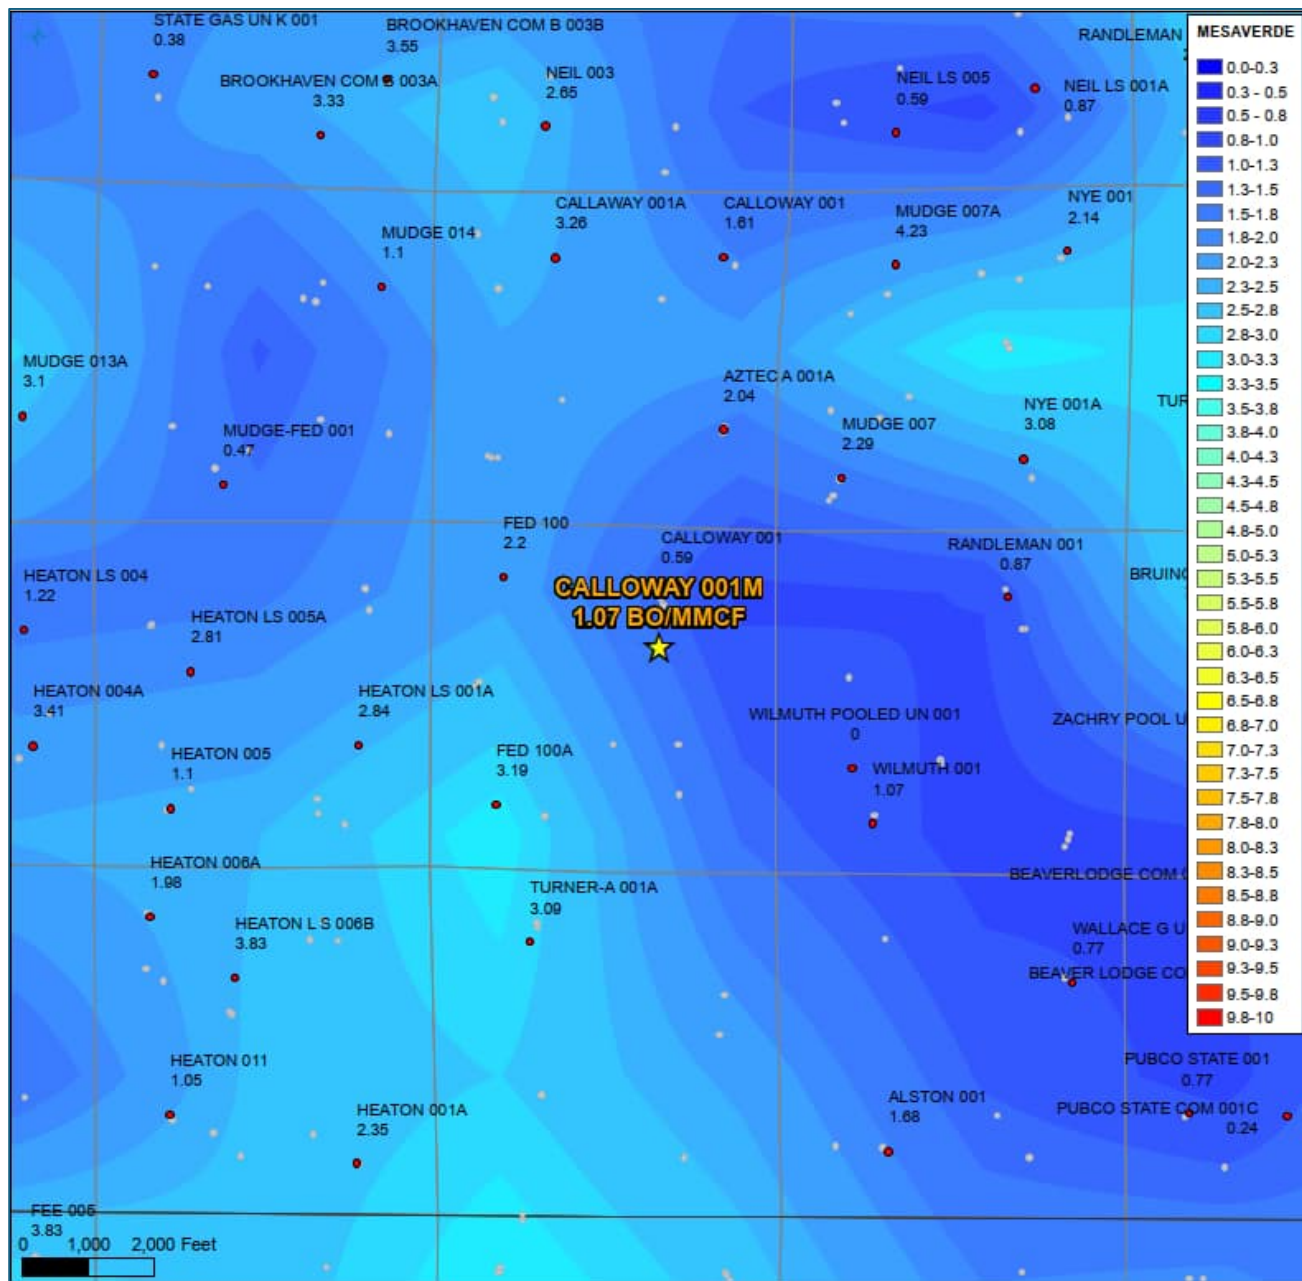 STATE GAS UN K 001
0.38
BROOKHAVEN COM B 003B
3.55
BROOKHAVEN COM B 003A
3.33
NEIL 003
2.65
NEIL LS 005
0.59
RANDLEMAN
NEIL LS 001A
0.87
CALLAWAY 001A
3.26
CALLOWAY 001
1.61
MUDGE 007A
4.23
NYE 001
2.14
MUDGE 014
1.1
MUDGE 013A
3.1
AZTEC A 001A
2.04
MUDGE 007
2.29
NYE 001A
3.08
TUR
MUDGE-FED 001
0.47
FED 100
2.2
CALLOWAY 001
0.59
RANDLEMAN 001
0.87
BRUING
HEATON LS 004
1.22
CALLOWAY 001M
1.07 BO/MMCF
HEATON LS 005A
2.81
HEATON 004A
3.41
HEATON LS 001A
2.84
WILMUTH POOLED UN 001
0
ZACHRY POOL U
HEATON 005
1.1
FED 100A
3.19
WILMUTH 001
1.07
HEATON 006A
1.98
TURNER-A 001A
3.09
BEAVERLODGE COM
HEATON L S 006B
3.83
WALLACE G U
0.77
BEAVER LODGE CO
HEATON 011
1.05
HEATON 001A
2.35
ALSTON 001
1.68
PUBCO STATE 001
0.77
PUBCO STATE COM 001C
0.24
FEE 005
3.83
0 1,000 2,000 Feet
MESAVERDE
0.0-0.3
0.3 - 0.5
0.5 - 0.8
0.8-1.0
1.0-1.3
1.3-1.5
1.5-1.8
1.8-2.0
2.0-2.3
2.3-2.5
2.5-2.8
2.8-3.0
3.0-3.3
3.3-3.5
3.5-3.8
3.8-4.0
4.0-4.3
4.3-4.5
4.5-4.8
4.8-5.0
5.0-5.3
5.3-5.5
5.5-5.8
5.8-6.0
6.0-6.3
6.3-6.5
6.5-6.8
6.8-7.0
7.0-7.3
7.3-7.5
7.5-7.8
7.8-8.0
8.0-8.3
8.3-8.5
8.5-8.8
8.8-9.0
9.0-9.3
9.3-9.5
9.5-9.8
9.8-10